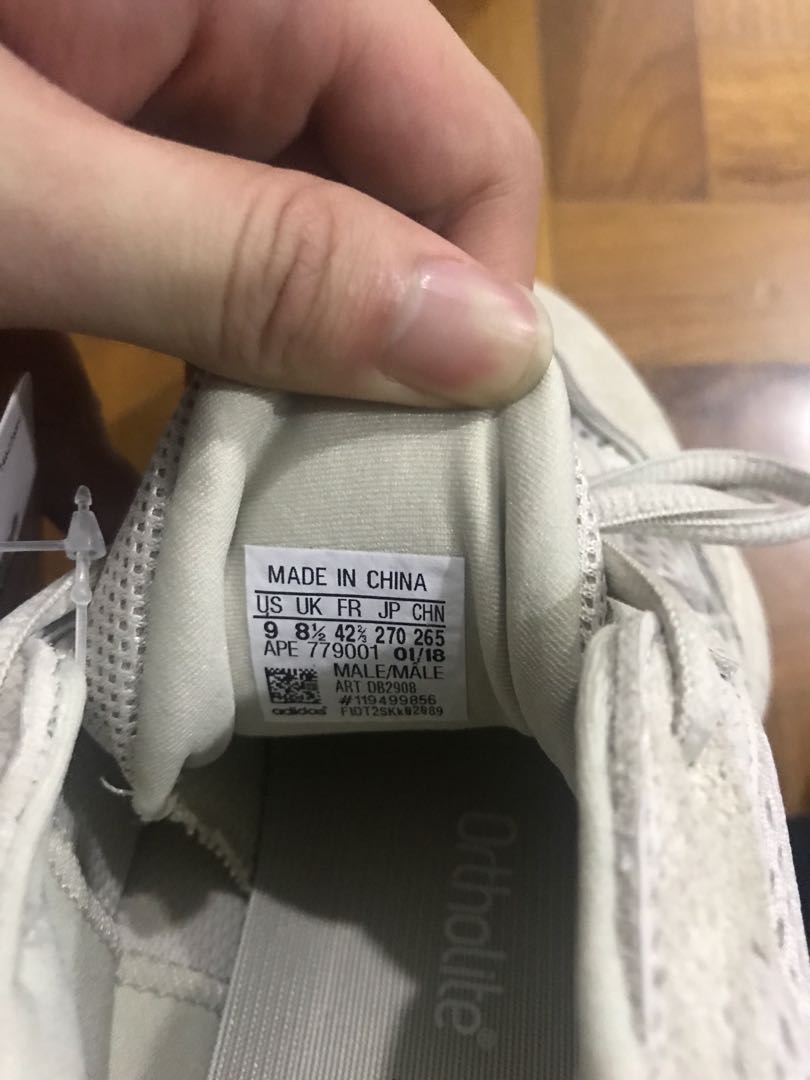 MADE IN CHINA
US UK FR JP CHN
9 8½ 42⅔ 270 265
APE 779001 01/18
MALE/MÂLE
ART DB2908
#119499856
adidas
Ortholite®